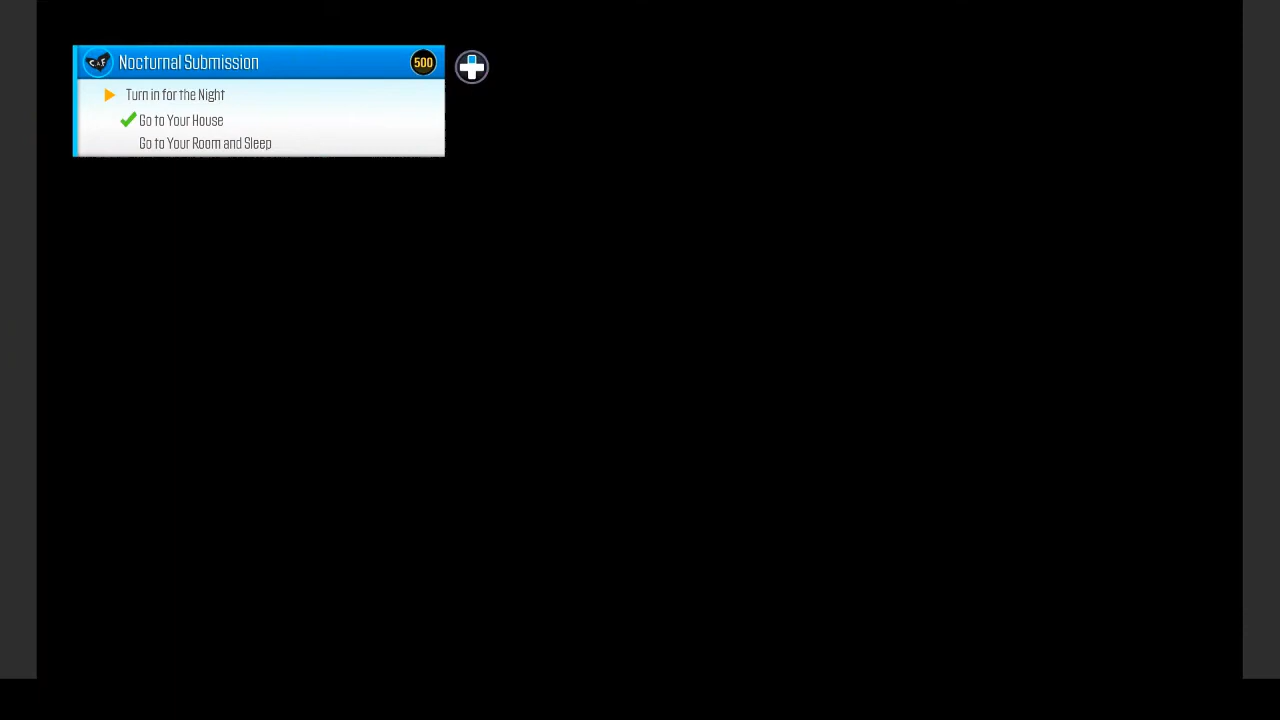 C&F
Nocturnal Submission
500
Turn in for the Night
Go to Your House
Go to Your Room and Sleep